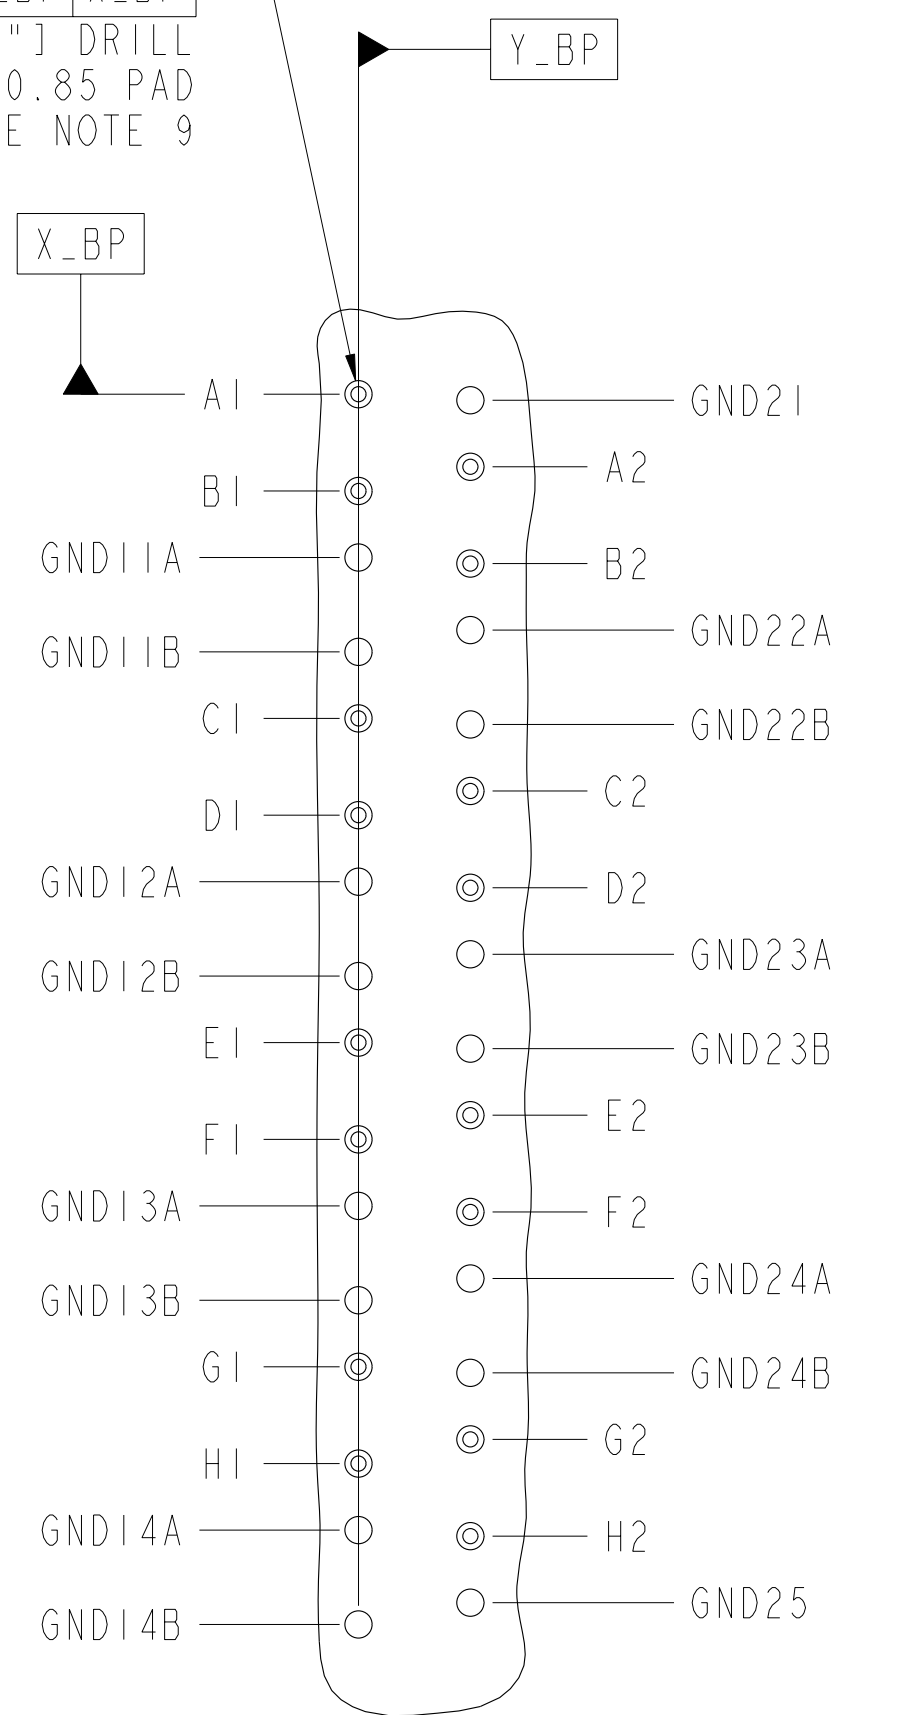 "] DRILL
0.85 PAD
E NOTE 9
Y_BP
X_BP
A1
GND21
A2
B1
GND11A
B2
GND22A
GND11B
C1
GND22B
C2
D1
GND12A
D2
GND23A
GND12B
E1
GND23B
E2
F1
GND13A
F2
GND24A
GND13B
G1
GND24B
G2
H1
GND14A
H2
GND25
GND14B